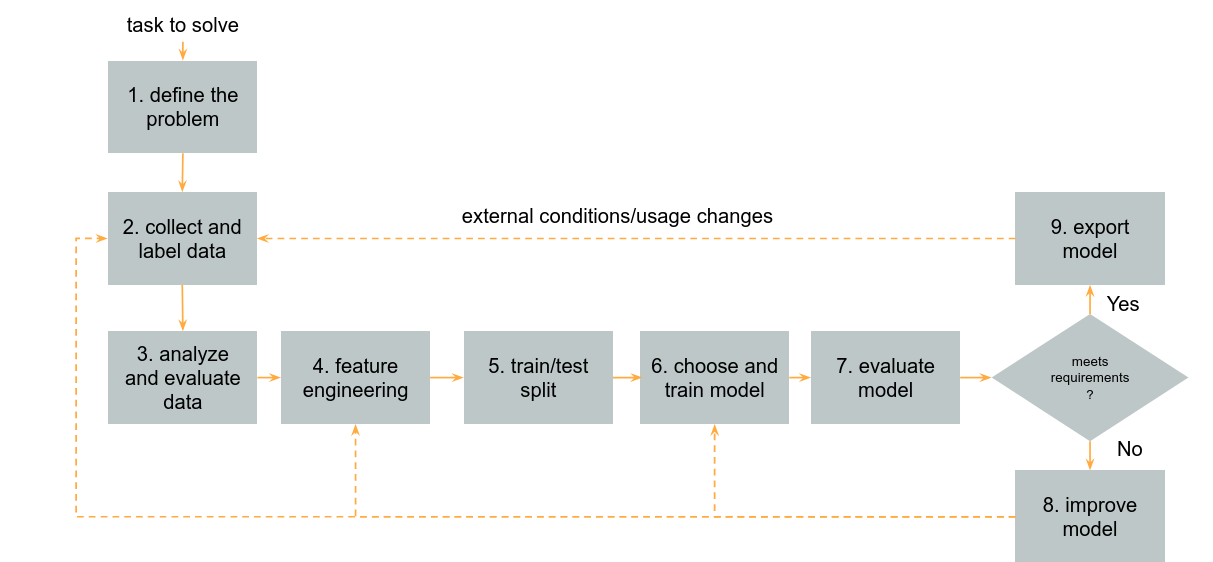 task to solve
1. define the
problem
2. collect and
label data
external conditions/usage changes
9. export
model
Yes
3. analyze
and evaluate
data
4. feature
engineering
5. train/test
split
6. choose and
train model
7. evaluate
model
meets
requirements
?
No
8. improve
model